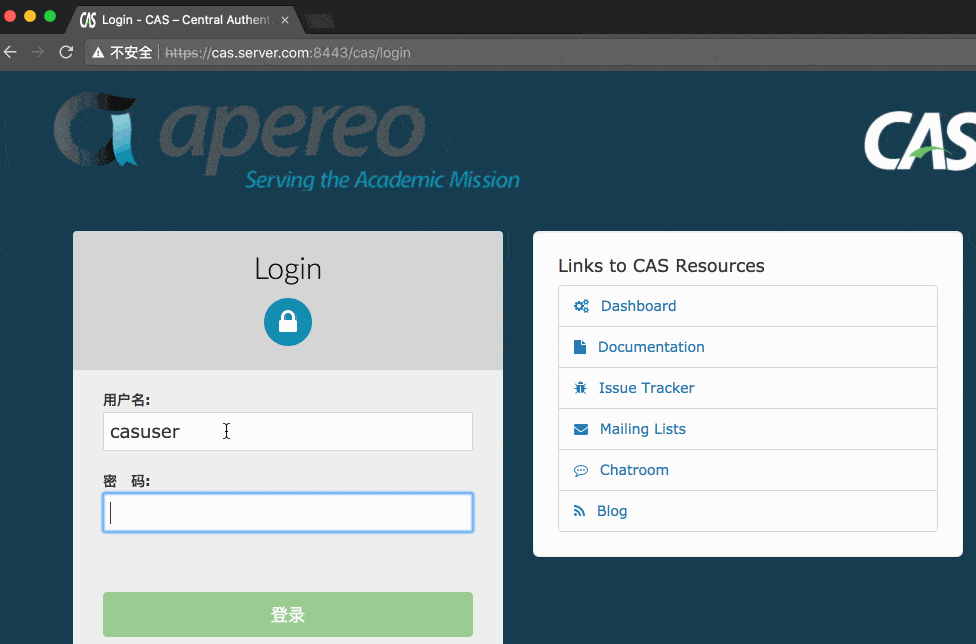 Login - CAS – Central Authent
不安全 https://cas.server.com:8443/cas/login
apereo
Serving the Academic Mission
CAS
Login
用户名:
casuser
密 码:
登录
Links to CAS Resources
Dashboard
Documentation
Issue Tracker
Mailing Lists
Chatroom
Blog